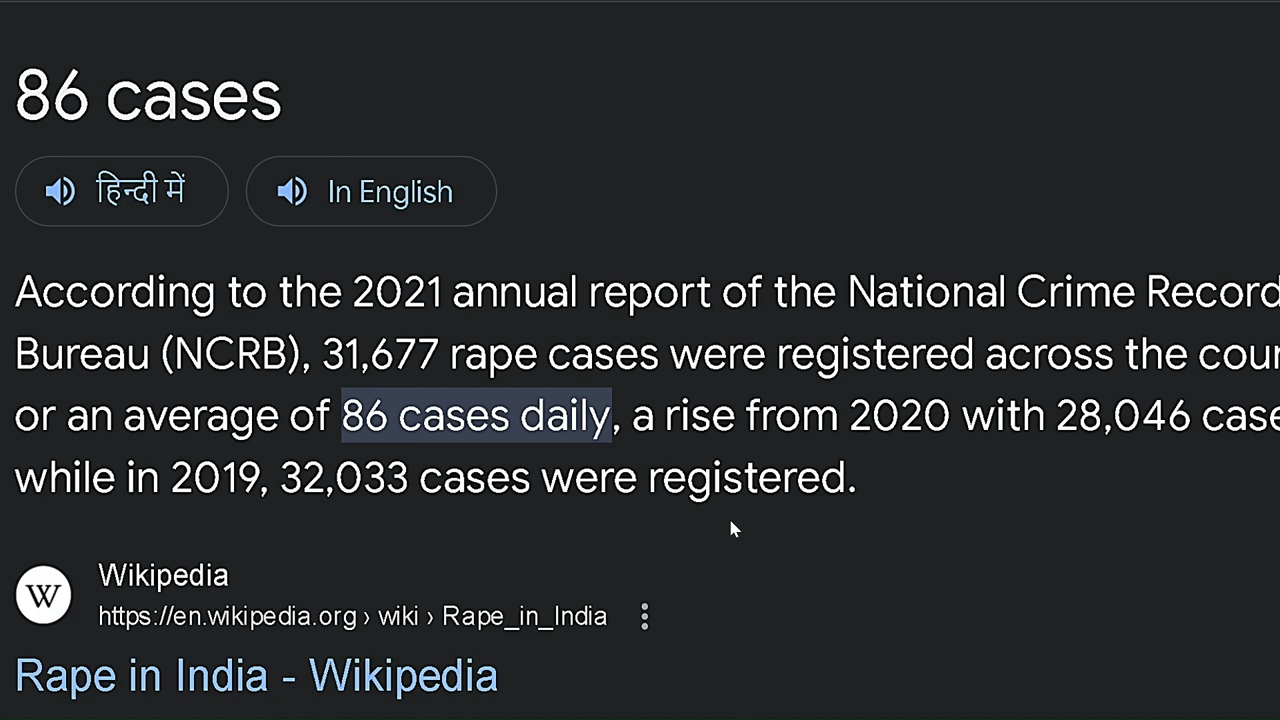 86 cases
हिन्दी में
In English
According to the 2021 annual report of the National Crime Record
Bureau (NCRB), 31,677 rape cases were registered across the cour
or an average of 86 cases daily, a rise from 2020 with 28,046 case
while in 2019, 32,033 cases were registered.
W
Wikipedia
https://en.wikipedia.org › wiki › Rape_in_India
Rape in India - Wikipedia